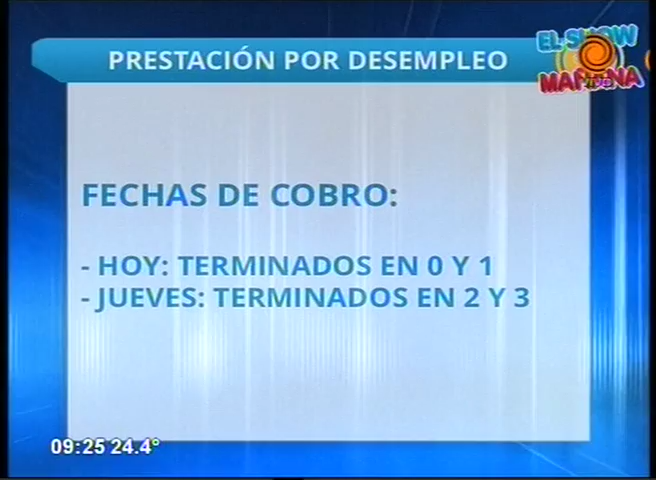 EL SHOW
MAÑANA
PRESTACIÓN POR DESEMPLEO
FECHAS DE COBRO:
- HOY: TERMINADOS EN 0 Y 1
- JUEVES: TERMINADOS EN 2 Y 3
09:25 24.4°